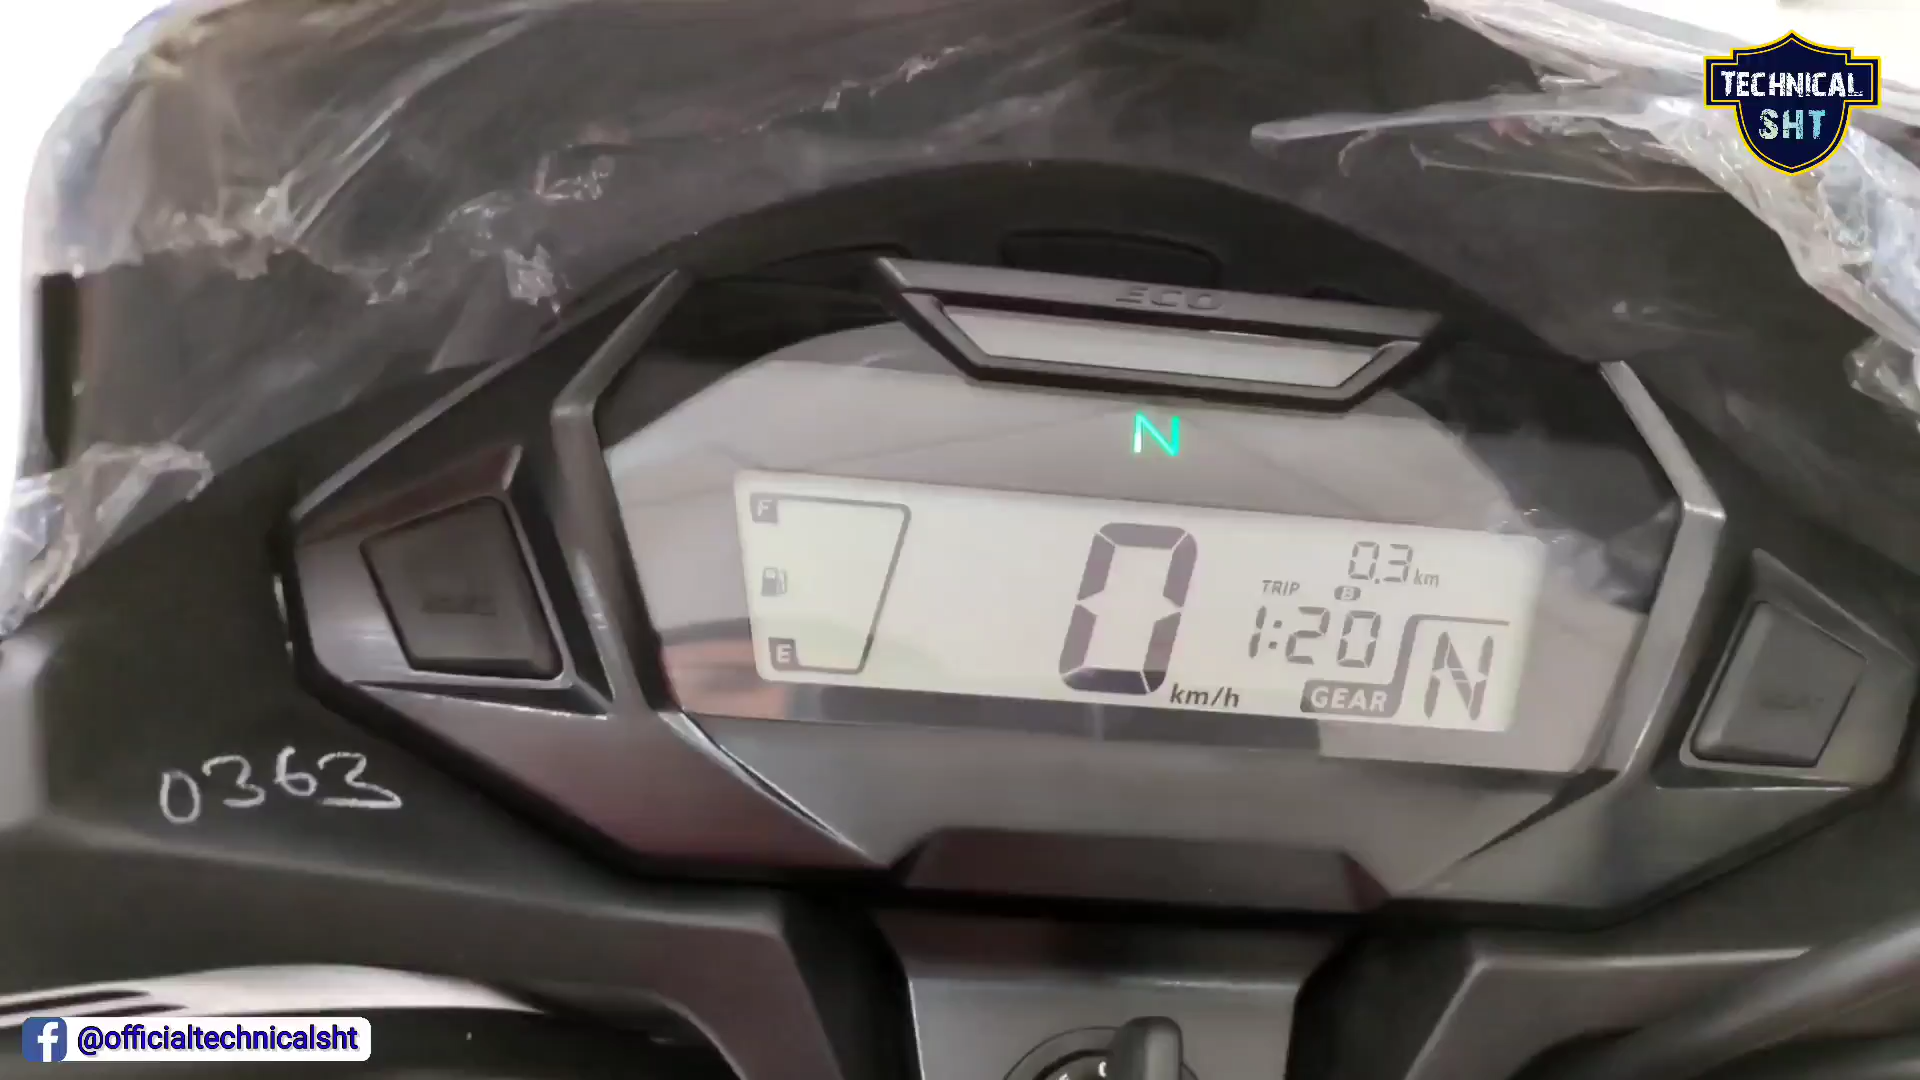 TECHNICAL
SHT
ECO
N
F
0
0.3 km
TRIP B
1:20
E
km/h
GEAR N
0363
@officialtechnicalsht